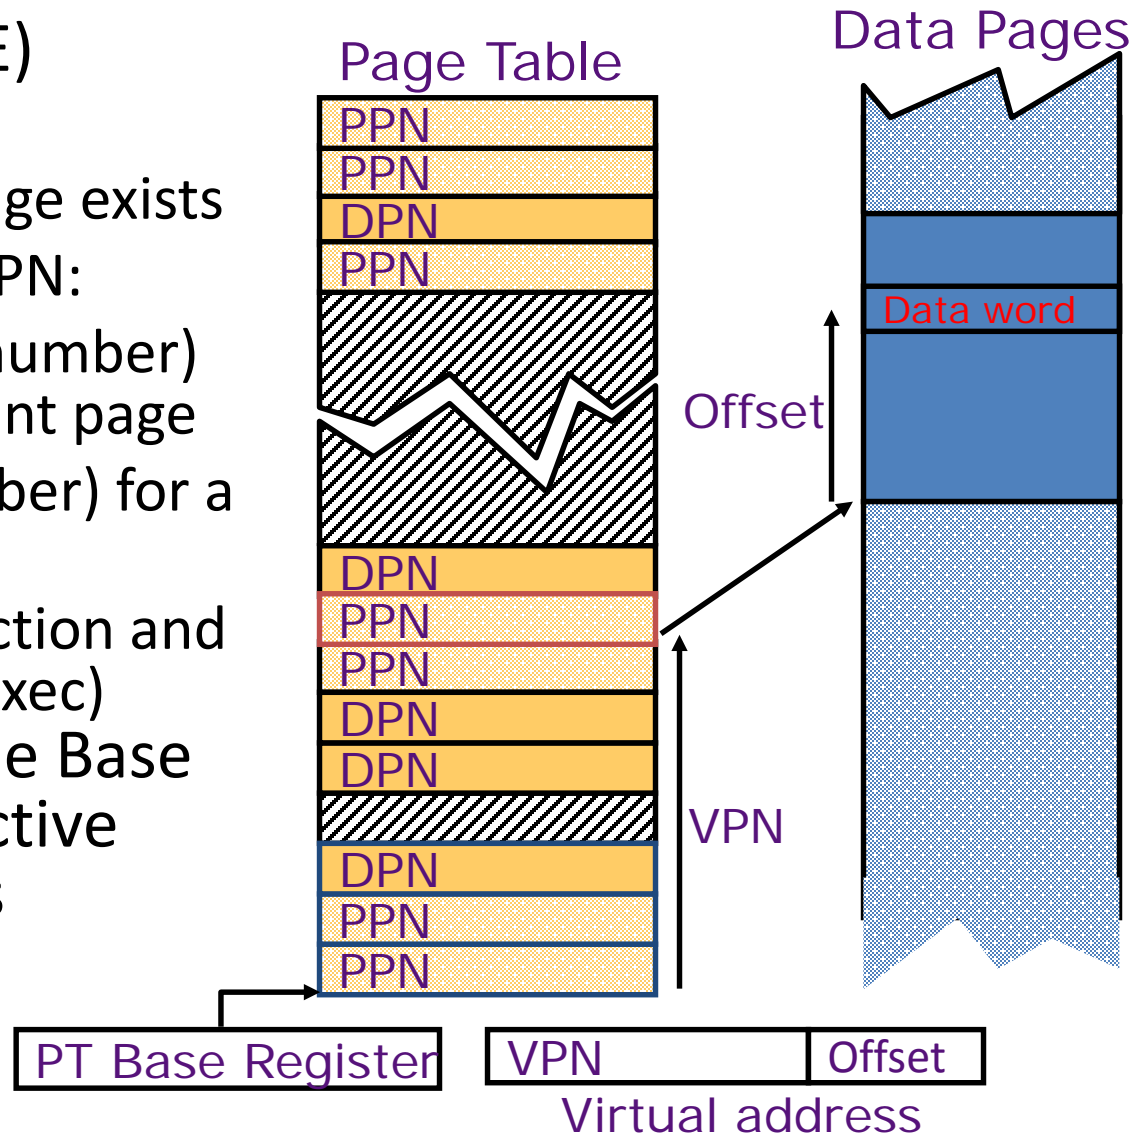 E)
ge exists
PN:
number)
nt page
ber) for a
ction and
xec)
e Base
ctive
s
Page Table
PPN
PPN
DPN
PPN
DPN
PPN
PPN
DPN
DPN
DPN
PPN
PPN
VPN
Offset
Data Pages
Data word
PT Base Register
VPN Offset
Virtual address